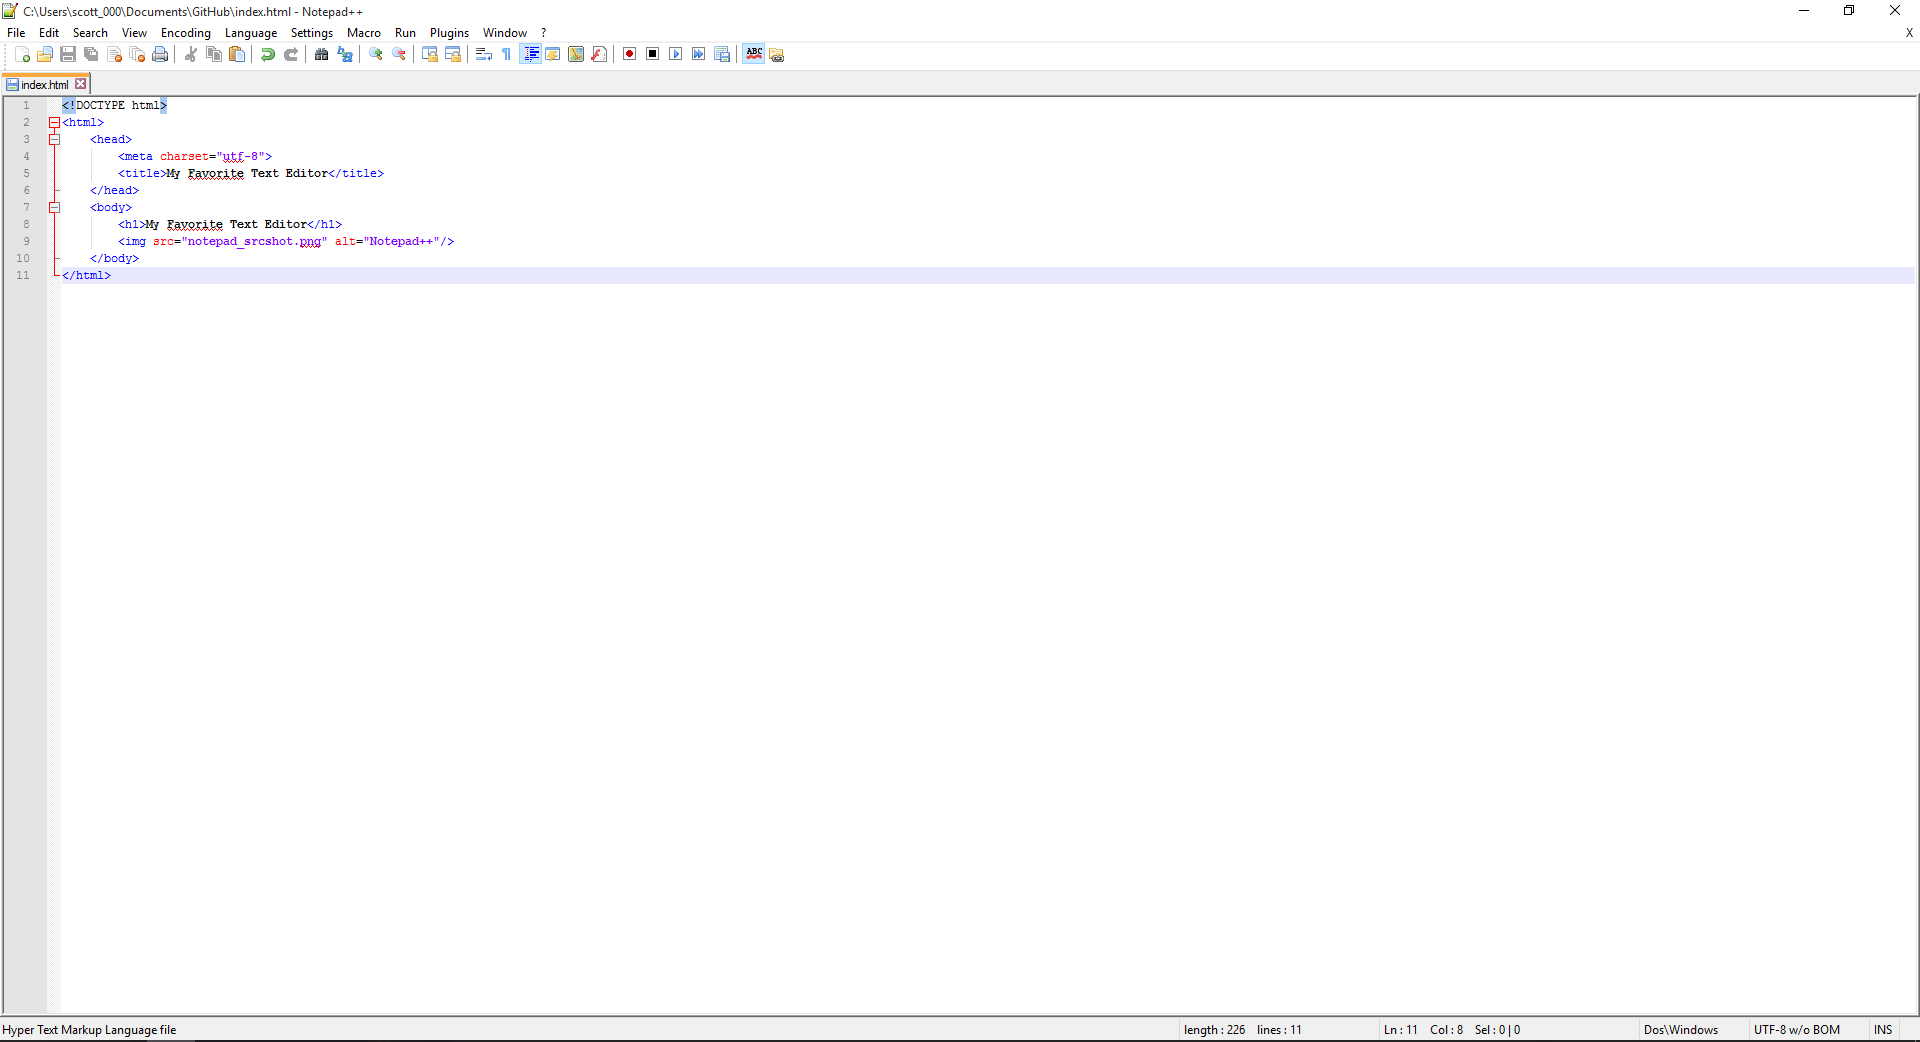 C:\Users\scott_000\Documents\GitHub\index.html - Notepad++
File Edit Search View Encoding Language Settings Macro Run Plugins Window ? X
ABC
index.html
1 <!DOCTYPE html>
2 <html>
3 <head>
4 <meta charset="utf-8">
5 <title>My Favorite Text Editor</title>
6 </head>
7 <body>
8 <h1>My Favorite Text Editor</h1>
9 <img src="notepad_srcshot.png" alt="Notepad++"/>
10 </body>
11 </html>
Hyper Text Markup Language file length : 226 lines : 11 Ln : 11 Col : 8 Sel : 0 | 0 Dos\Windows UTF-8 w/o BOM INS